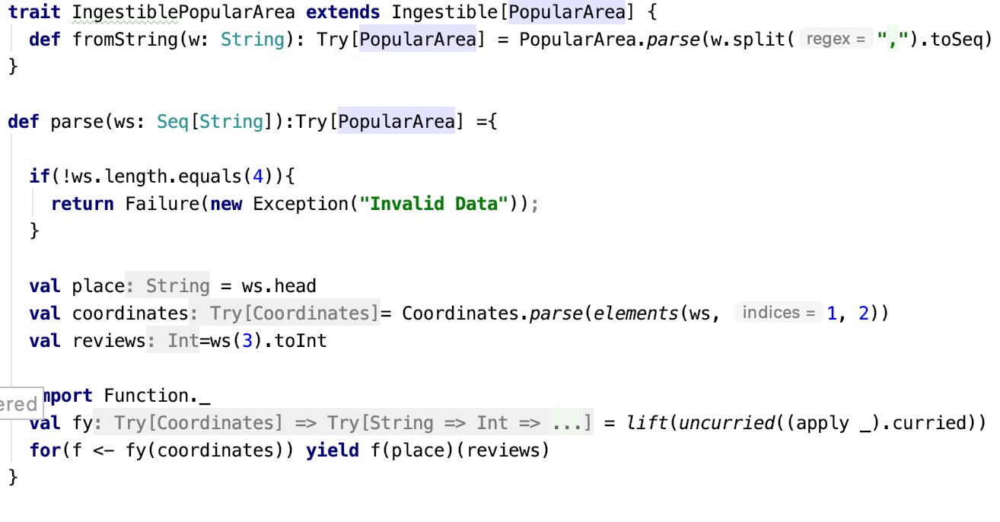 trait IngestiblePopularArea extends Ingestible[PopularArea] {
  def fromString(w: String): Try[PopularArea] = PopularArea.parse(w.split( regex = ",").toSeq)
}

def parse(ws: Seq[String]):Try[PopularArea] ={

  if(!ws.length.equals(4)){
    return Failure(new Exception("Invalid Data"));
  }

  val place: String = ws.head
  val coordinates: Try[Coordinates]= Coordinates.parse(elements(ws, indices = 1, 2))
  val reviews: Int=ws(3).toInt

ered mport Function._
  val fy: Try[Coordinates] => Try[String => Int => ...] = lift(uncurried((apply _).curried))
  for(f <- fy(coordinates)) yield f(place)(reviews)
}